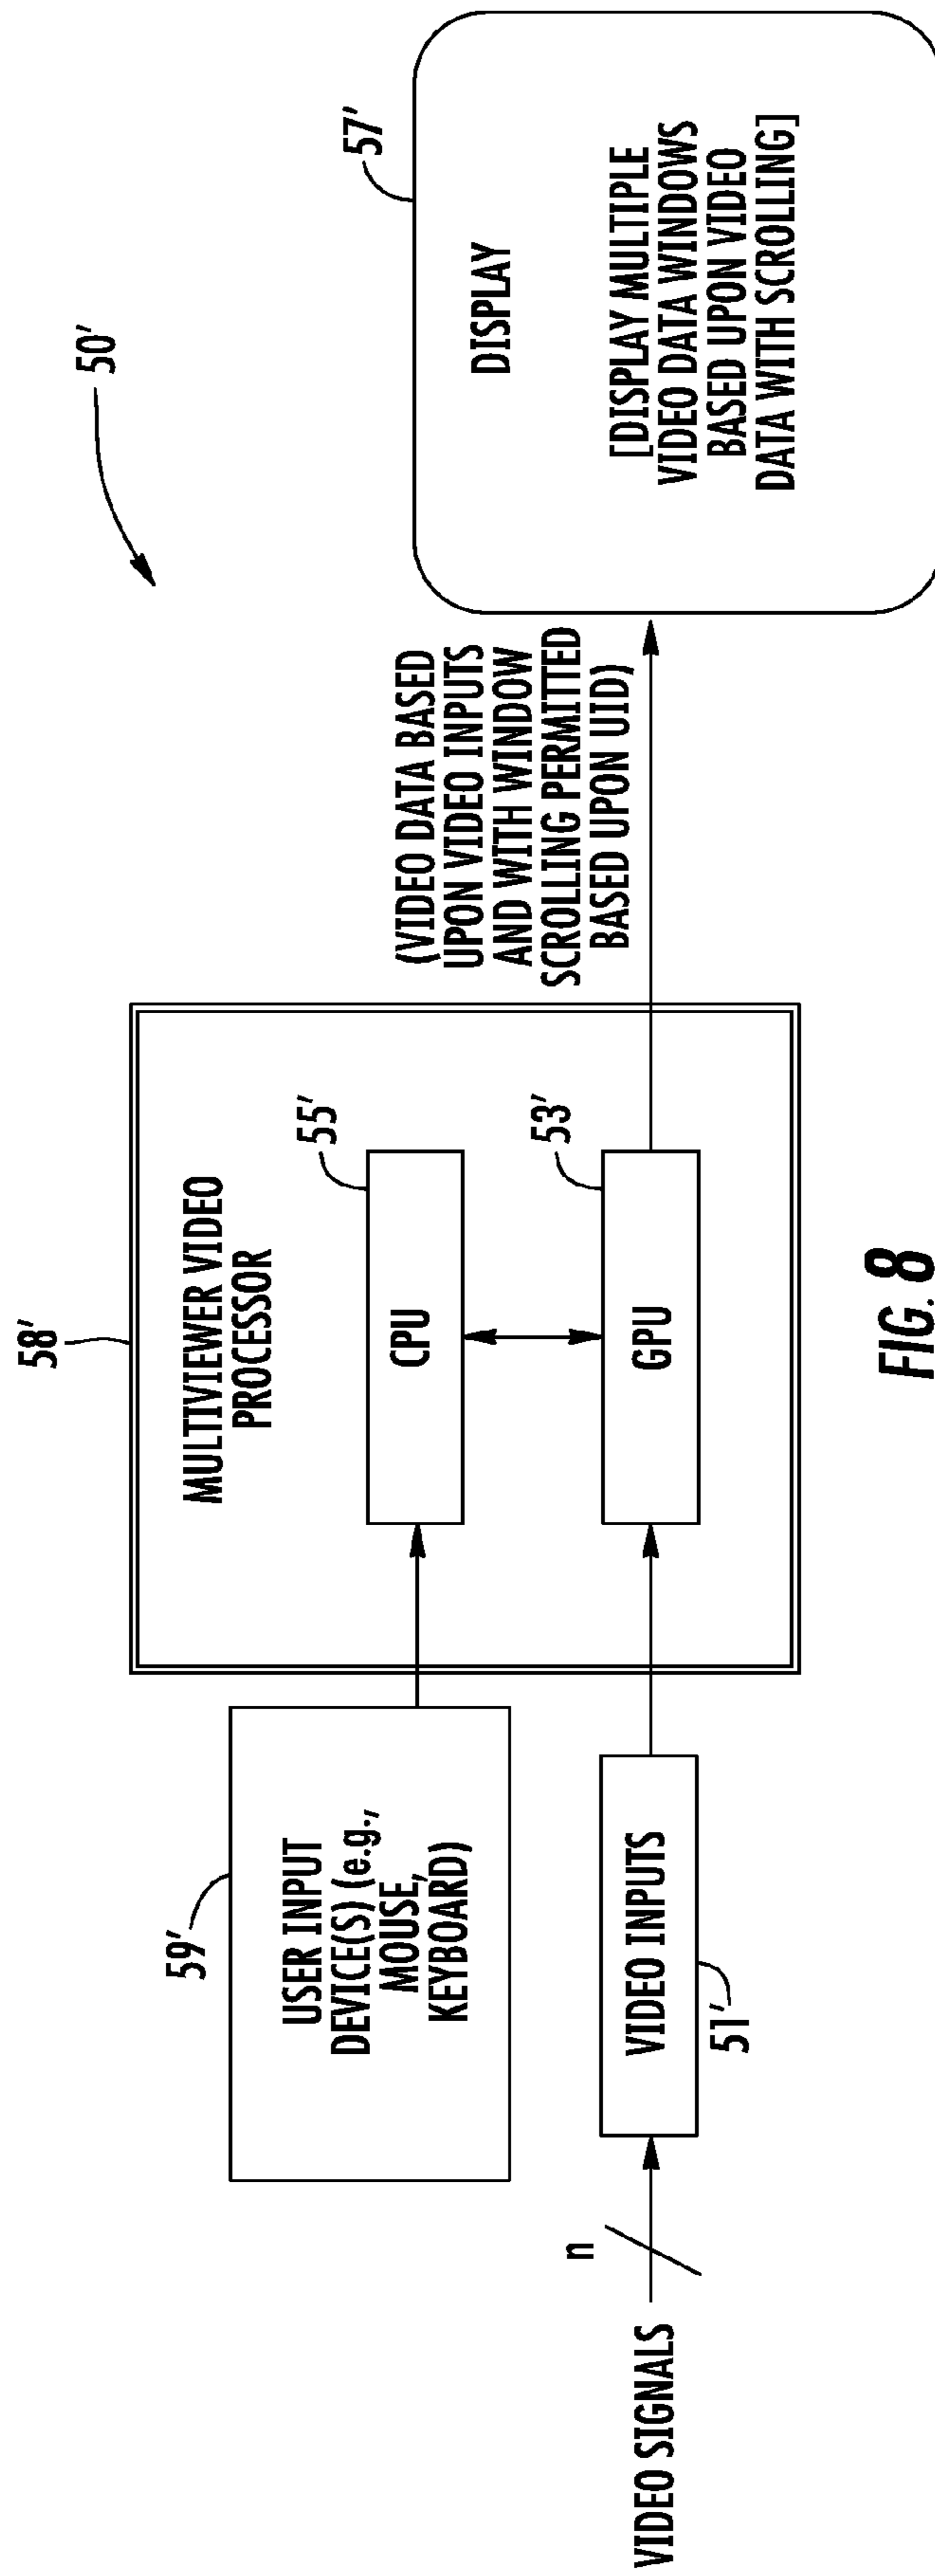 50'
58'
MULTIVIEWER VIDEO
PROCESSOR
59'
USER INPUT
DEVICE(S) (e.g.,
MOUSE,
KEYBOARD)
55'
CPU
(VIDEO DATA BASED
UPON VIDEO INPUTS
AND WITH WINDOW
SCROLLING PERMITTED
BASED UPON UID)
57'
DISPLAY
[DISPLAY MULTIPLE
VIDEO DATA WINDOWS
BASED UPON VIDEO
DATA WITH SCROLLING]
VIDEO SIGNALS
n
VIDEO INPUTS
51'
53'
GPU
FIG. 8